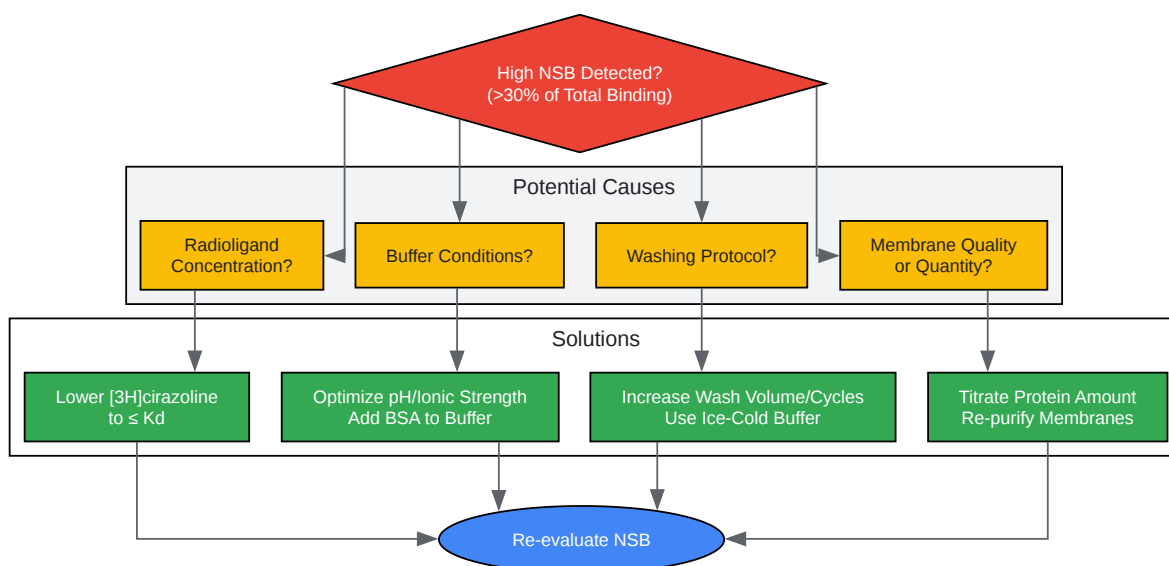 High NSB Detected?
(>30% of Total Binding)
Potential Causes
Radioligand
Concentration?
Buffer Conditions?
Washing Protocol?
Membrane Quality
or Quantity?
Solutions
Lower [3H]cirazoline
to ≤ Kd
Optimize pH/Ionic Strength
Add BSA to Buffer
Increase Wash Volume/Cycles
Use Ice-Cold Buffer
Titrate Protein Amount
Re-purify Membranes
Re-evaluate NSB